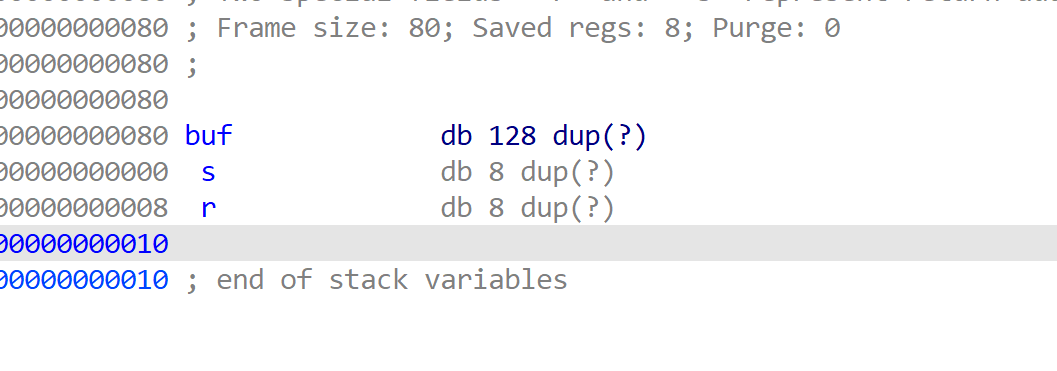 00000000080 ; Frame size: 80; Saved regs: 8; Purge: 0
00000000080 ;
00000000080
00000000080 buf db 128 dup(?)
00000000000 s db 8 dup(?)
00000000008 r db 8 dup(?)
00000000010
00000000010 ; end of stack variables